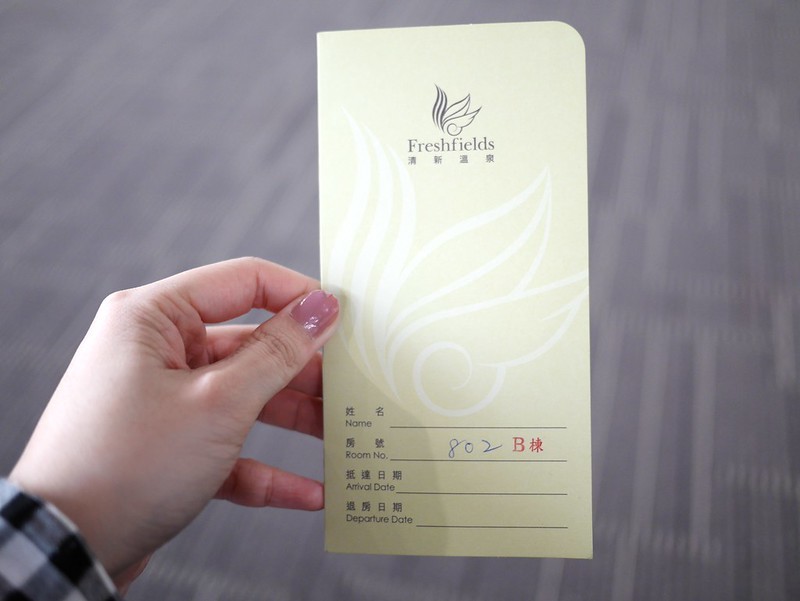 Freshfields
清新溫泉
姓名
Name
房號 802 B棟
Room No.
抵達日期
Arrival Date
退房日期
Departure Date